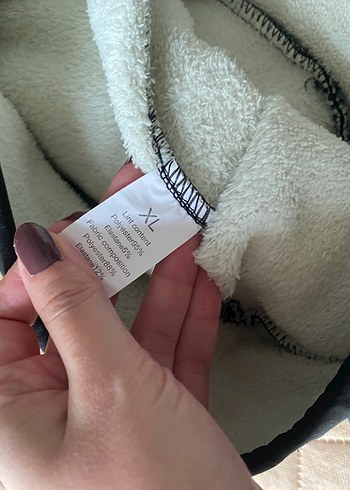 XL
Lint content
Polyester95%
Elastane5%
Fabric composition
Polyester88%
Elastane12%